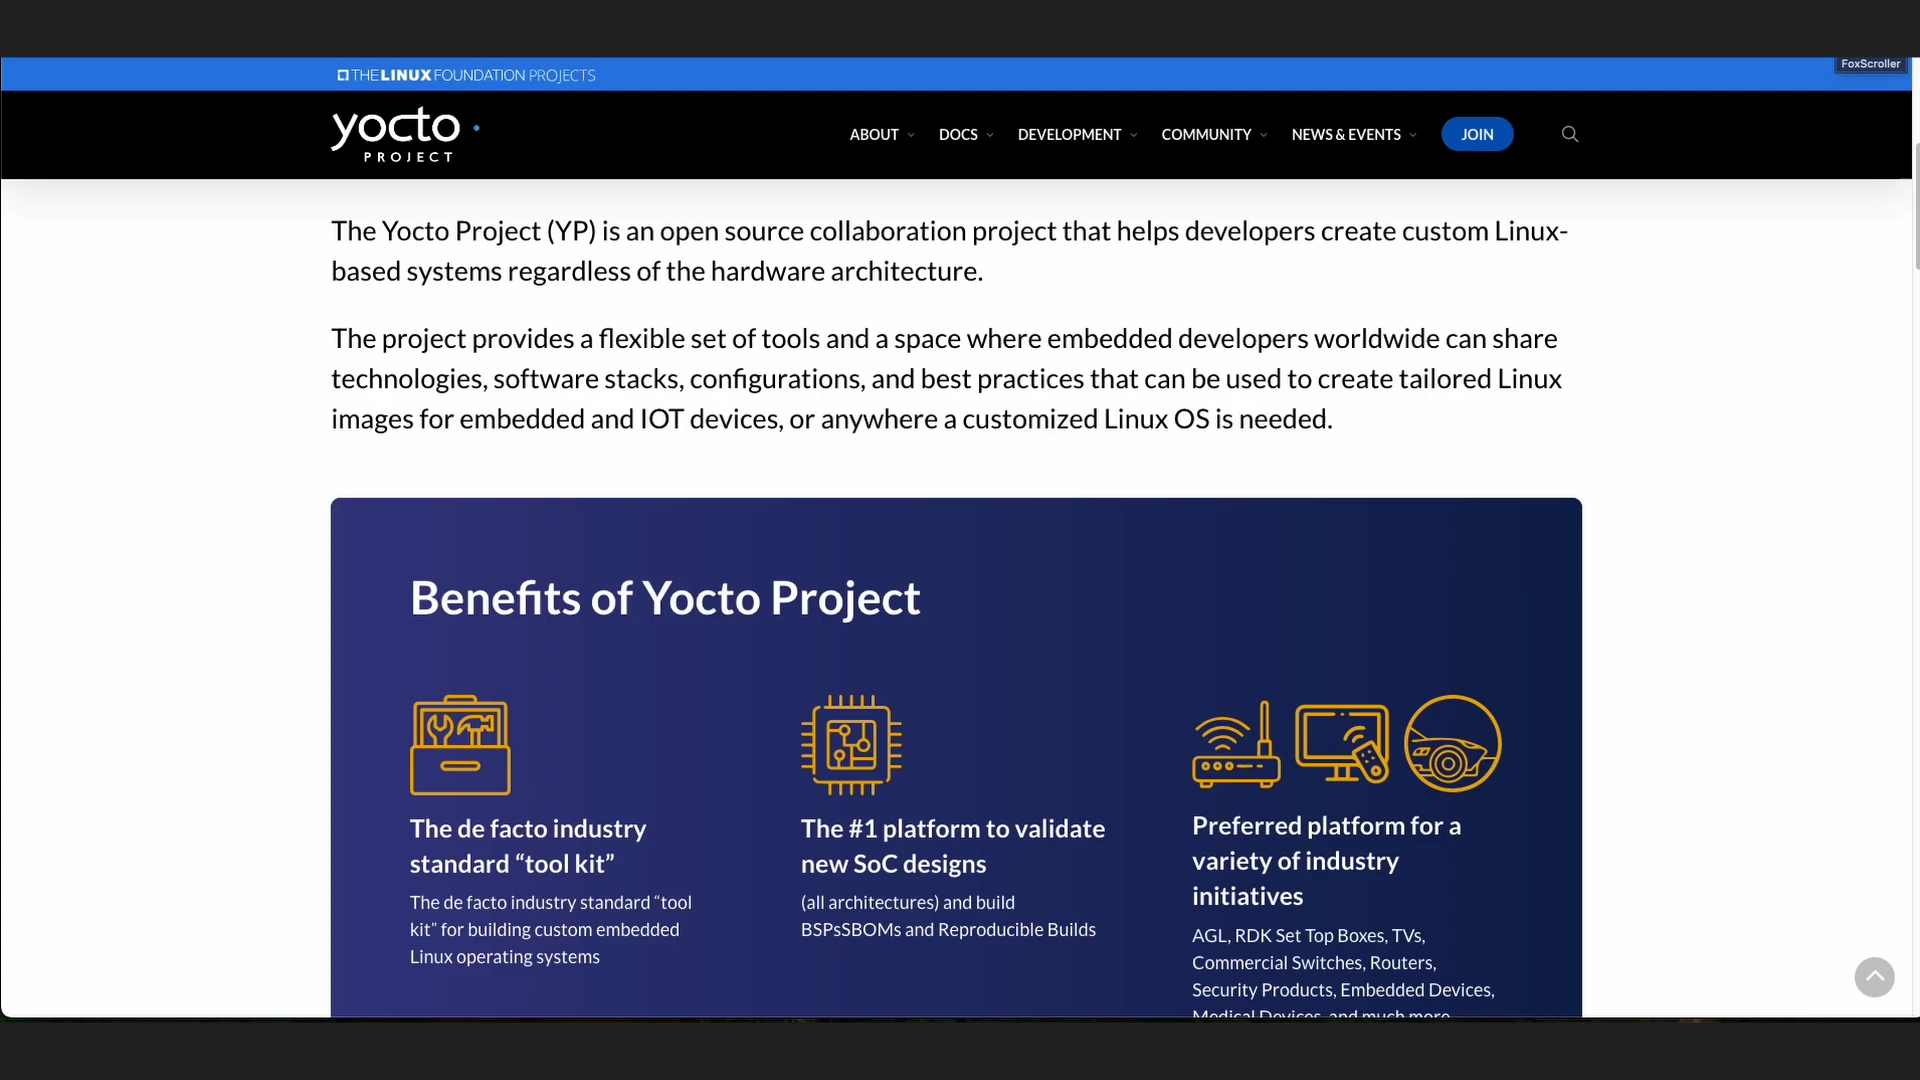 THE LINUX FOUNDATION PROJECTS
FoxScroller
yocto
PROJECT
ABOUT DOCS DEVELOPMENT COMMUNITY NEWS & EVENTS JOIN
The Yocto Project (YP) is an open source collaboration project that helps developers create custom Linux-
based systems regardless of the hardware architecture.
The project provides a flexible set of tools and a space where embedded developers worldwide can share
technologies, software stacks, configurations, and best practices that can be used to create tailored Linux
images for embedded and IOT devices, or anywhere a customized Linux OS is needed.
Benefits of Yocto Project
The de facto industry
standard “tool kit”
The de facto industry standard “tool
kit” for building custom embedded
Linux operating systems
The #1 platform to validate
new SoC designs
(all architectures) and build
BSPsSBOMs and Reproducible Builds
Preferred platform for a
variety of industry
initiatives
AGL, RDK Set Top Boxes, TVs,
Commercial Switches, Routers,
Security Products, Embedded Devices,
Medical Devices, and much more